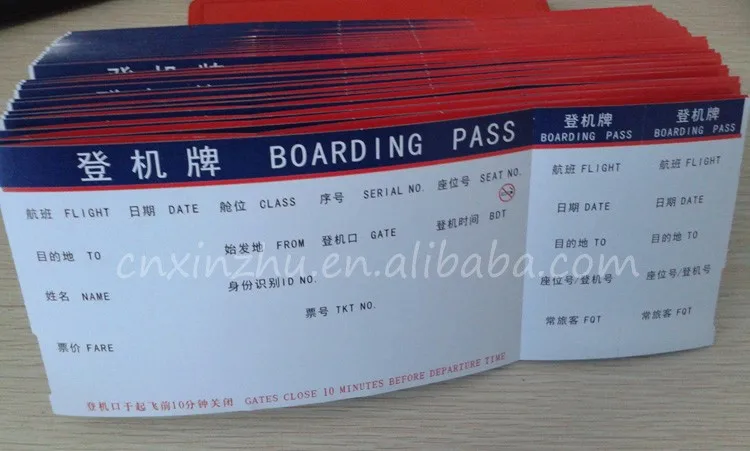 登机牌
登机牌 BOARDING PASS
航班 FLIGHT 日期 DATE 舱位 CLASS 序号 SERIAL NO. 座位号 SEAT NO.
目的地 TO 始发地 FROM 登机口 GATE 登机时间 BDT
姓名 NAME 身份识别ID NO.
票号 TKT NO.
票价 FARE
登机口于起飞前10分钟关闭 GATES CLOSE 10 MINUTES BEFORE DEPARTURE TIME
登机牌
BOARDING PASS
航班 FLIGHT
日期 DATE
目的地 TO
座位号/登机号
常旅客 FQT
登机牌
BOARDING PASS
航班 FLIGHT
日期 DATE
目的地 TO
座位号/登机号
常旅客 FQT
cnxinzhu.en.alibaba.com